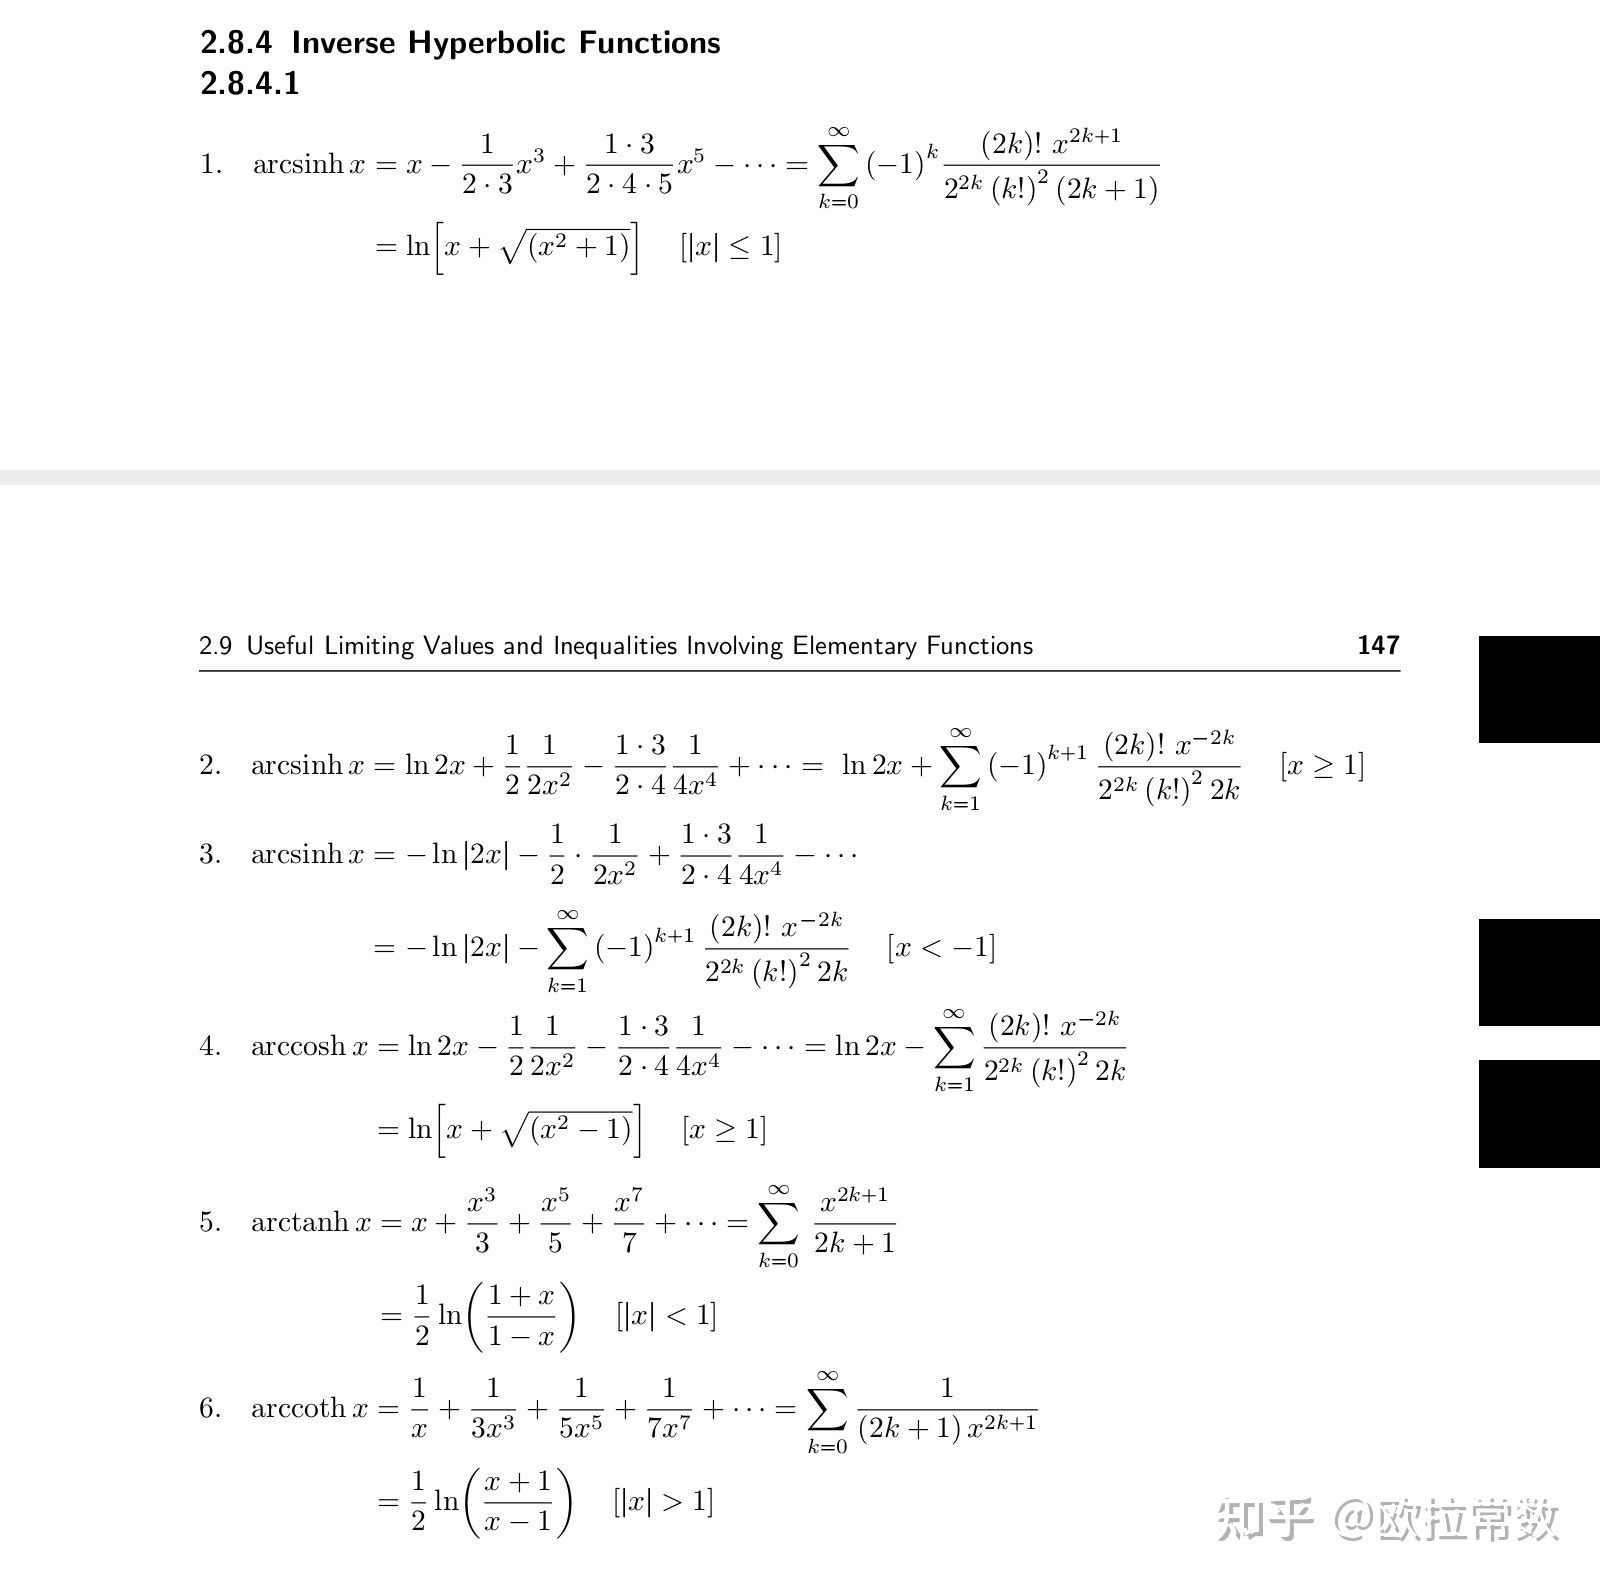 2.8.4 Inverse Hyperbolic Functions
2.8.4.1
1. $\operatorname{arcsinh} x = x - \frac{1}{2 \cdot 3} x^3 + \frac{1 \cdot 3}{2 \cdot 4 \cdot 5} x^5 - \cdots = \sum_{k=0}^{\infty} (-1)^k \frac{(2k)! \, x^{2k+1}}{2^{2k} (k!)^2 (2k+1)}$
$= \ln\left[x + \sqrt{(x^2+1)}\right] \quad [|x| \leq 1]$
2.9 Useful Limiting Values and Inequalities Involving Elementary Functions 147
2. $\operatorname{arcsinh} x = \ln 2x + \frac{1}{2} \frac{1}{2x^2} - \frac{1 \cdot 3}{2 \cdot 4} \frac{1}{4x^4} + \cdots = \ln 2x + \sum_{k=1}^{\infty} (-1)^{k+1} \frac{(2k)! \, x^{-2k}}{2^{2k} (k!)^2 2k} \quad [x \geq 1]$
3. $\operatorname{arcsinh} x = -\ln|2x| - \frac{1}{2} \cdot \frac{1}{2x^2} + \frac{1 \cdot 3}{2 \cdot 4} \frac{1}{4x^4} - \cdots$
$= -\ln|2x| - \sum_{k=1}^{\infty} (-1)^{k+1} \frac{(2k)! \, x^{-2k}}{2^{2k} (k!)^2 2k} \quad [x < -1]$
4. $\operatorname{arccosh} x = \ln 2x - \frac{1}{2} \frac{1}{2x^2} - \frac{1 \cdot 3}{2 \cdot 4} \frac{1}{4x^4} - \cdots = \ln 2x - \sum_{k=1}^{\infty} \frac{(2k)! \, x^{-2k}}{2^{2k} (k!)^2 2k}$
$= \ln\left[x + \sqrt{(x^2-1)}\right] \quad [x \geq 1]$
5. $\operatorname{arctanh} x = x + \frac{x^3}{3} + \frac{x^5}{5} + \frac{x^7}{7} + \cdots = \sum_{k=0}^{\infty} \frac{x^{2k+1}}{2k+1}$
$= \frac{1}{2} \ln\left(\frac{1+x}{1-x}\right) \quad [|x| < 1]$
6. $\operatorname{arccoth} x = \frac{1}{x} + \frac{1}{3x^3} + \frac{1}{5x^5} + \frac{1}{7x^7} + \cdots = \sum_{k=0}^{\infty} \frac{1}{(2k+1) \, x^{2k+1}}$
$= \frac{1}{2} \ln\left(\frac{x+1}{x-1}\right) \quad [|x| > 1]$
知乎 @欧拉常数